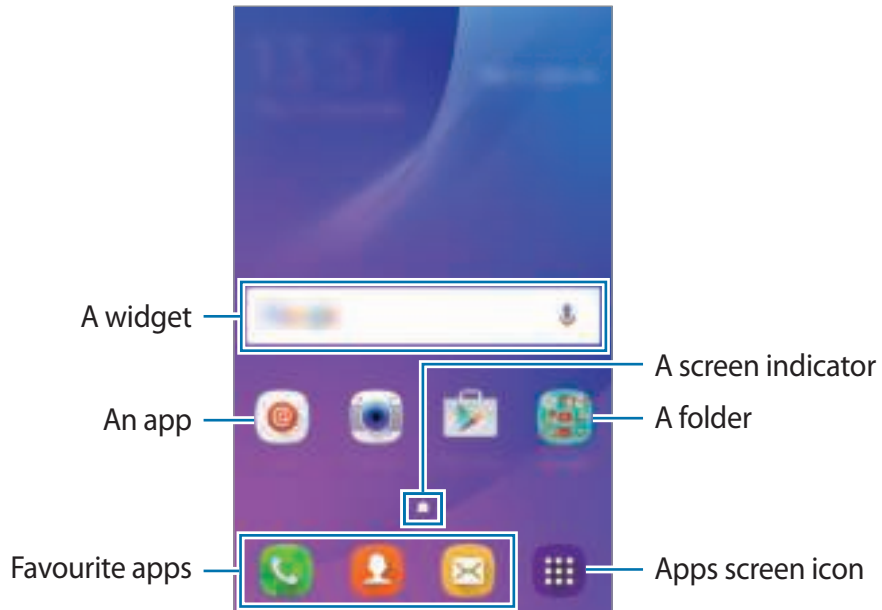 A widget
A screen indicator
An app
A folder
Favourite apps
Apps screen icon